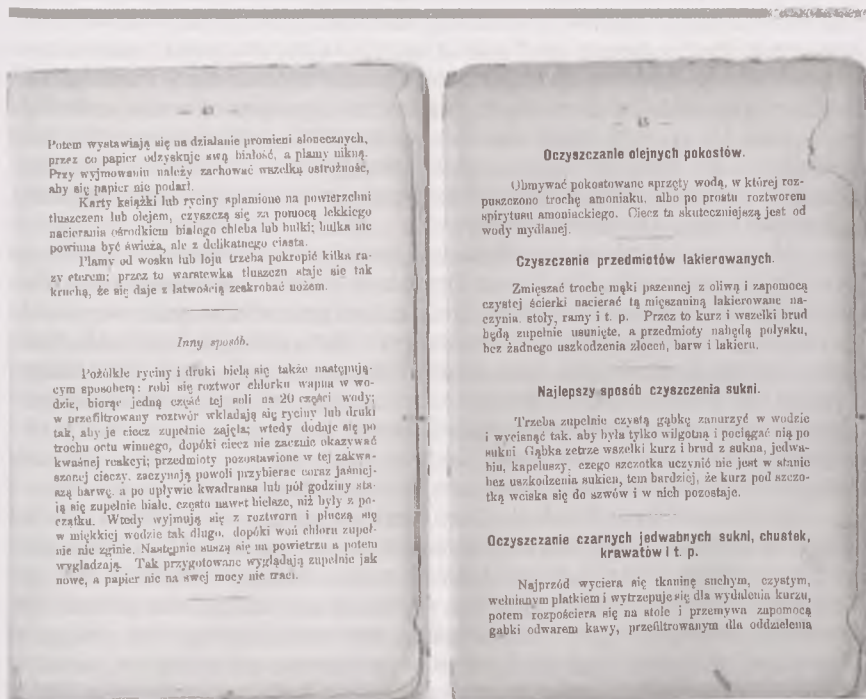 Potem wystawiają się na działanie promieni słonecznych,
przez co papier odzyskuje swą białość, a plamy nikną.
Przy wyjmowaniu należy zachować wszelką ostrożność,
aby się papier nie podarł.
Karty książki lub ryciny splamione na powierzchni
tłuszczem lub olejem, czyszczą się za pomocą lekkiego
nacierania ośrodkiem białego chleba lub bułki; bułka nie
powinna być świeża, ale z delikatnego ciasta.
Plamy od wosku lub łoju trzeba pokropić kilka ra-
zy eterem; przez to warstewka tłuszczu staje się tak
kruchą, że się daje z łatwością zeskrobać nożem.
Inny sposób.
Pożółkłe ryciny i druki bielą się także następują-
cym sposobem: robi się roztwór chlorku wapna w wo-
dzie, biorąc jedną część tej soli na 20 części wody;
w przefiltrowany roztwór wkładają się ryciny lub druki
tak, aby je ciecz zupełnie zajęła; wtedy dodaje się po
trochu octu winnego, dopóki ciecz nie zacznie okazywać
kwaśnej reakcyi; przedmioty pozostawione w tej zakwa-
szonej cieczy, zaczynają powoli przybierać coraz jaśniej-
szą barwę, a po upływie kwadransa lub pół godziny sta-
ją się zupełnie białe, często nawet bielsze, niż były z po-
czątku. Wtedy wyjmują się z roztworu i płuczą się
w miękkiej wodzie tak długo, dopóki woń chloru zupeł-
nie nie zginie. Następnie suszą się na powietrzu a potem
wygładzają. Tak przygotowane wyglądają zupełnie jak
nowe, a papier nic na swej mocy nie traci.
— 45 —
Oczyszczanie olejnych pokostów.
Obmywać pokostowane sprzęty wodą, w której roz-
puszczono trochę amoniaku, albo po prostu roztworem
spirytusu amoniackiego. Ciecz ta skuteczniejszą jest od
wody mydlanej.
Czyszczenie przedmiotów lakierowanych.
Zmięszać trochę mąki pszennej z oliwą i zapomocą
czystej ścierki nacierać tą mięszaniną lakierowane na-
czynia, stoły, ramy i t. p. Przez to kurz i wszelki brud
będą zupełnie usunięte, a przedmioty nabędą połysku,
bez żadnego uszkodzenia złoceń, barw i lakieru.
Najlepszy sposób czyszczenia sukni.
Trzeba zupełnie czystą gąbkę zanurzyć w wodzie
i wycisnąć tak, aby była tylko wilgotną i pociągać nią po
sukni Gąbka zetrze wszelki kurz i brud z sukna, jedwa-
biu, kapeluszy, czego szczotka uczynić nie jest w stanie
bez uszkodzenia sukien, tem bardziej, że kurz pod szczo-
tką wciska się do szwów i w nich pozostaje.
Oczyszczanie czarnych jedwabnych sukni, chustek,
krawatów i t. p.
Najprzód wyciera się tkaninę suchym, czystym,
wełnianym płatkiem i wytrzepuje się dla wydalenia kurzu,
potem rozpościera się na stole i przemywa zapomocą
gąbki odwarem kawy, przefiltrowanym dla oddzielenia